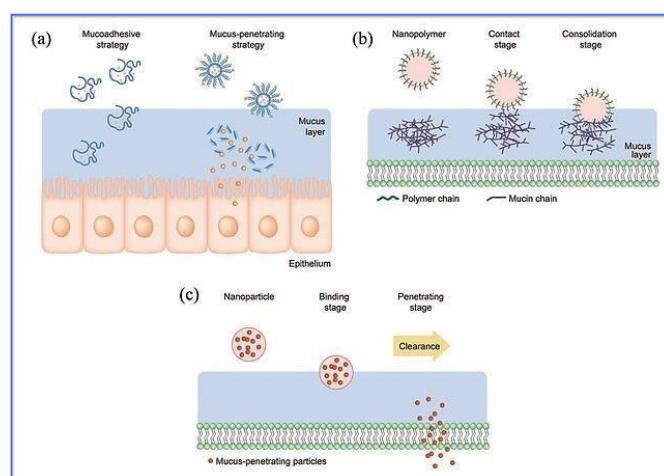 (a)
Mucoadhesive
strategy
Mucus-penetrating
strategy
Mucus
layer
Epithelium
(b)
Nanopolymer
Contact
stage
Consolidation
stage
Mucus
layer
Polymer chain
Mucin chain
(c)
Nanoparticle
Binding
stage
Penetrating
stage
Clearance
Mucus-penetrating particles